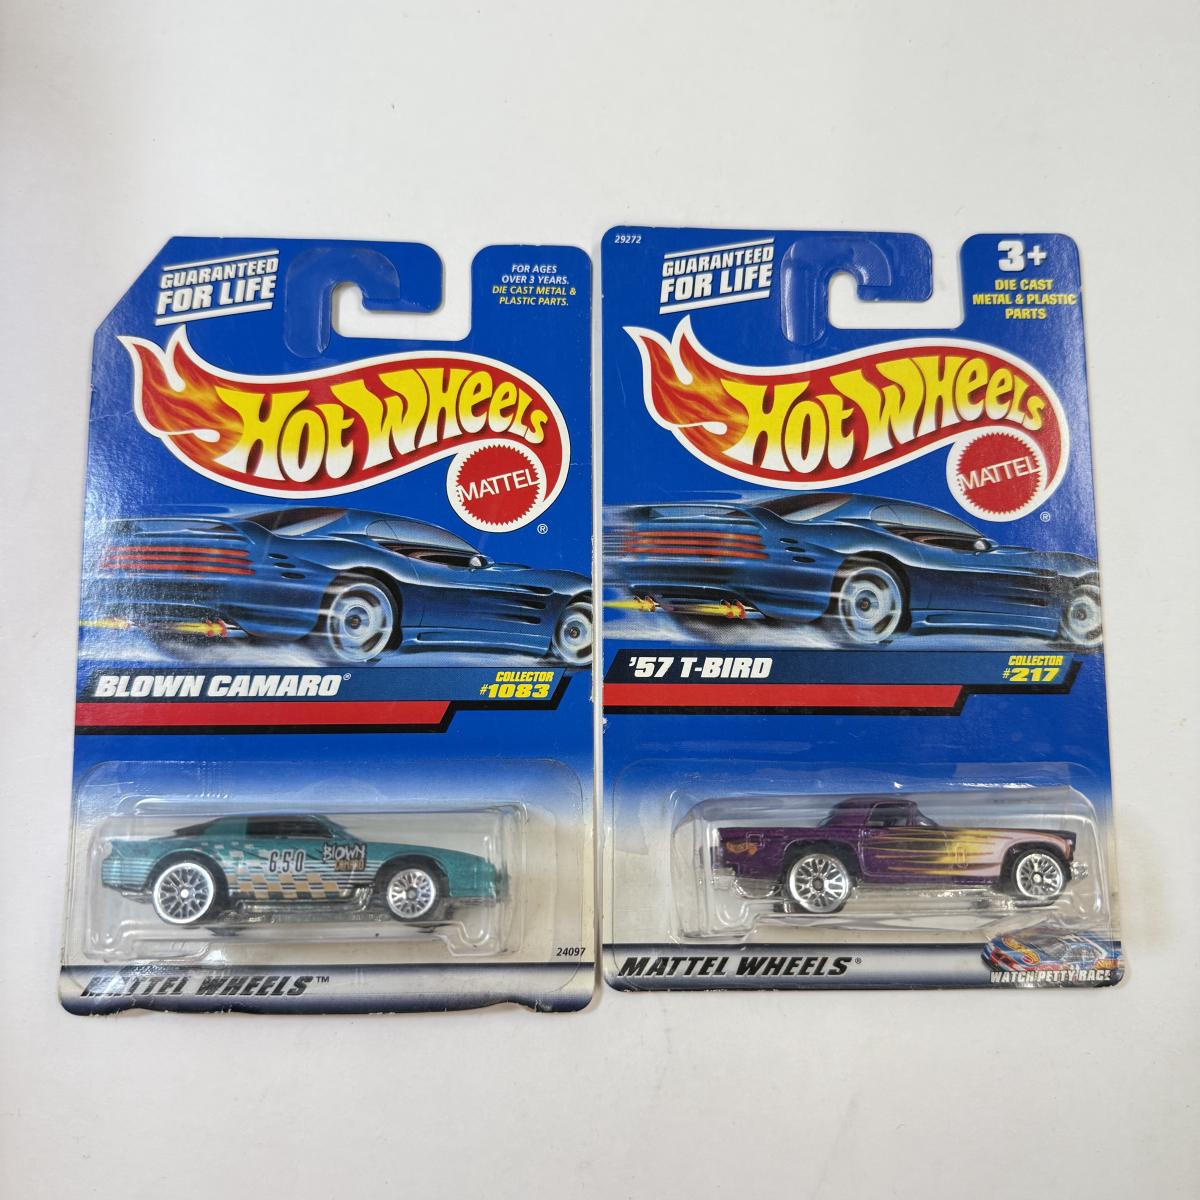 GUARANTEED
FOR LIFE
FOR AGES
OVER 3 YEARS.
DIE CAST METAL &
PLASTIC PARTS.
HOT WHEELS
MATTEL
®
BLOWN CAMARO®
COLLECTOR
#1083
650
BLOWN
CAMARO
24097
MATTEL WHEELS™
29272
GUARANTEED
FOR LIFE
3+
DIE CAST
METAL & PLASTIC
PARTS
HOT WHEELS
MATTEL
®
'57 T-BIRD
COLLECTOR
#217
MATTEL WHEELS®
WATCH PETTY RACE